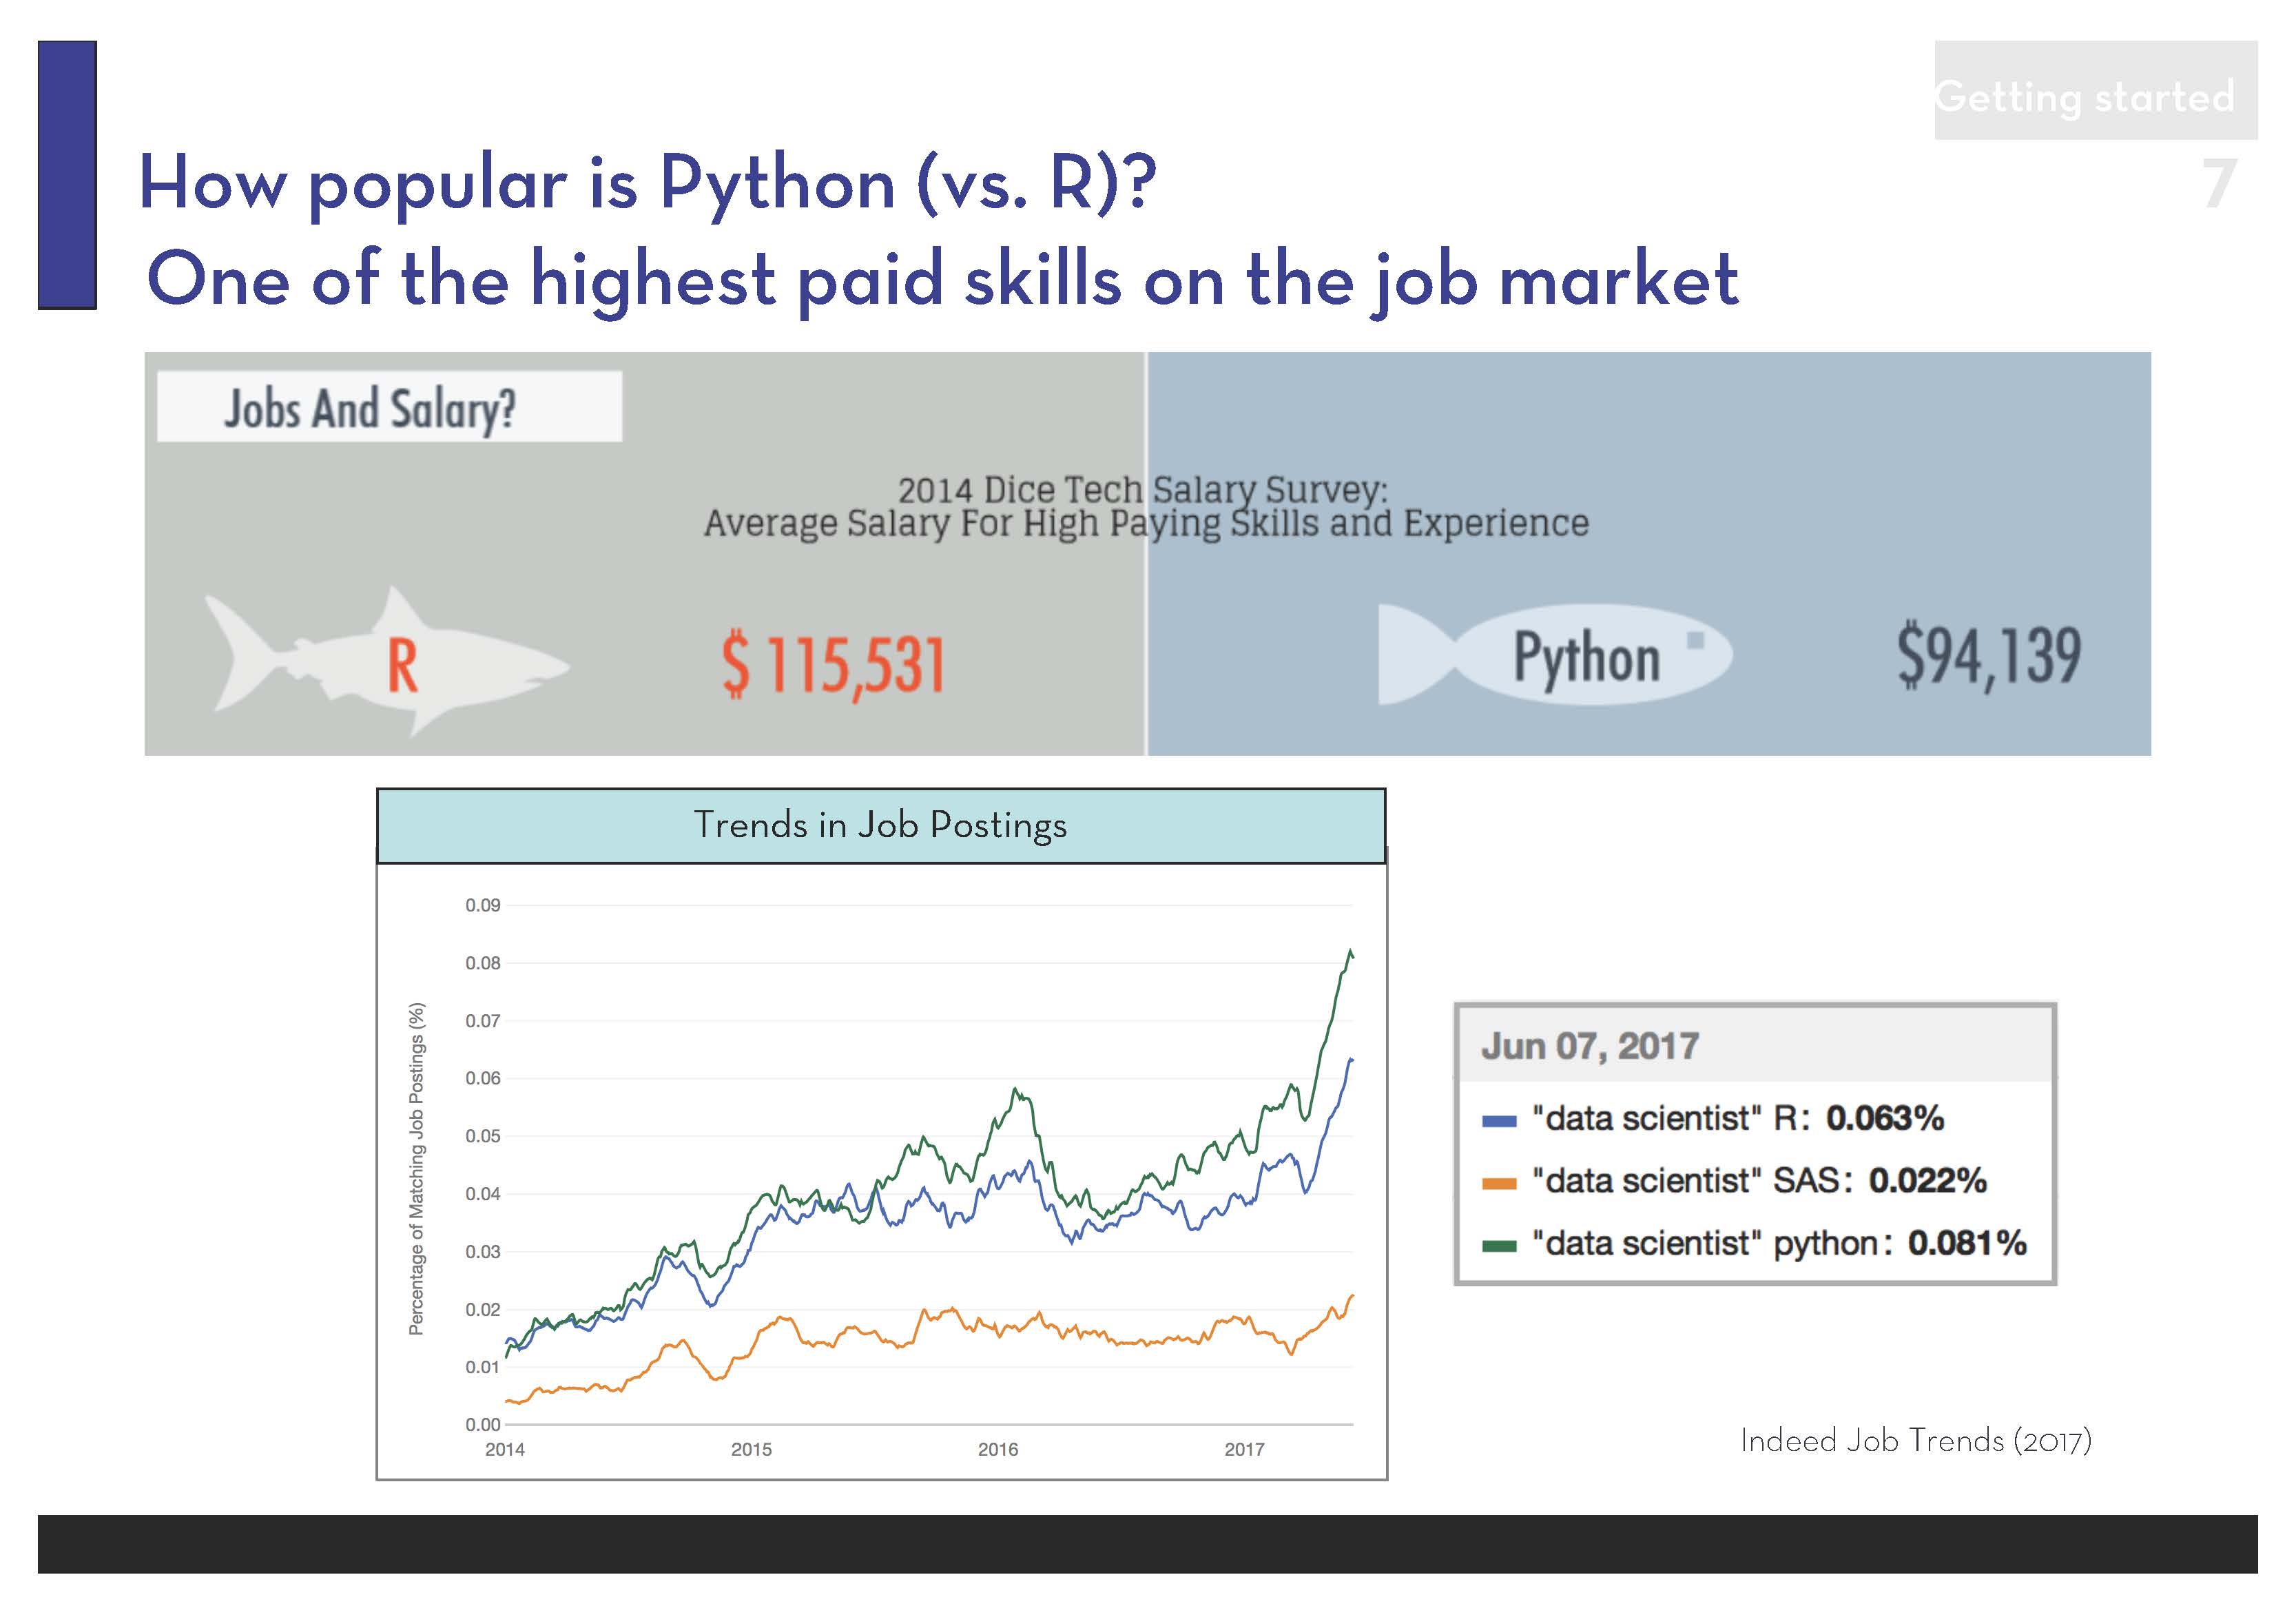 Getting started
7
How popular is Python (vs. R)?
One of the highest paid skills on the job market
Jobs And Salary?
2014 Dice Tech Salary Survey:
Average Salary For High Paying Skills and Experience
R
$ 115,531
Python
$94,139
Trends in Job Postings
Percentage of Matching Job Postings (%)
0.09
0.08
0.07
0.06
0.05
0.04
0.03
0.02
0.01
0.00
2014 2015 2016 2017
Jun 07, 2017
"data scientist" R: 0.063%
"data scientist" SAS: 0.022%
"data scientist" python: 0.081%
Indeed Job Trends (2017)